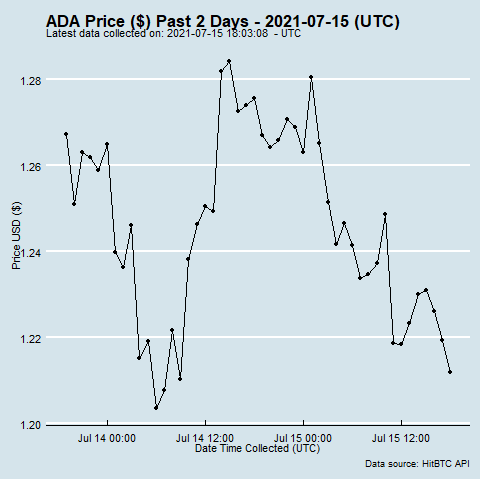 ADA Price ($) Past 2 Days - 2021-07-15 (UTC)
Latest data collected on: 2021-07-15 18:03:08 - UTC
1.28
1.26
1.24
1.22
1.20
Price USD ($)
Jul 14 00:00 Jul 14 12:00 Jul 15 00:00 Jul 15 12:00
Date Time Collected (UTC)
Data source: HitBTC API